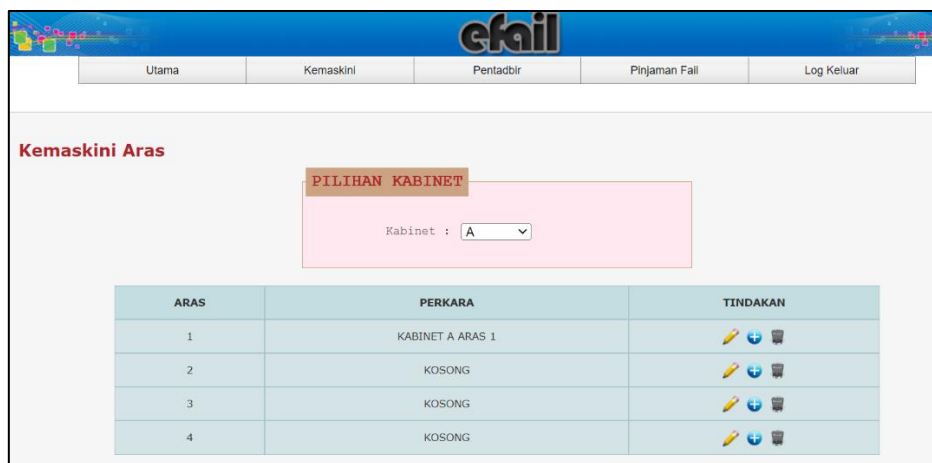 efail
Utama Kemaskini Pentadbir Pinjaman Fail Log Keluar
Kemaskini Aras
PILIHAN KABINET
Kabinet : A
ARAS PERKARA TINDAKAN
1 KABINET A ARAS 1
2 KOSONG
3 KOSONG
4 KOSONG